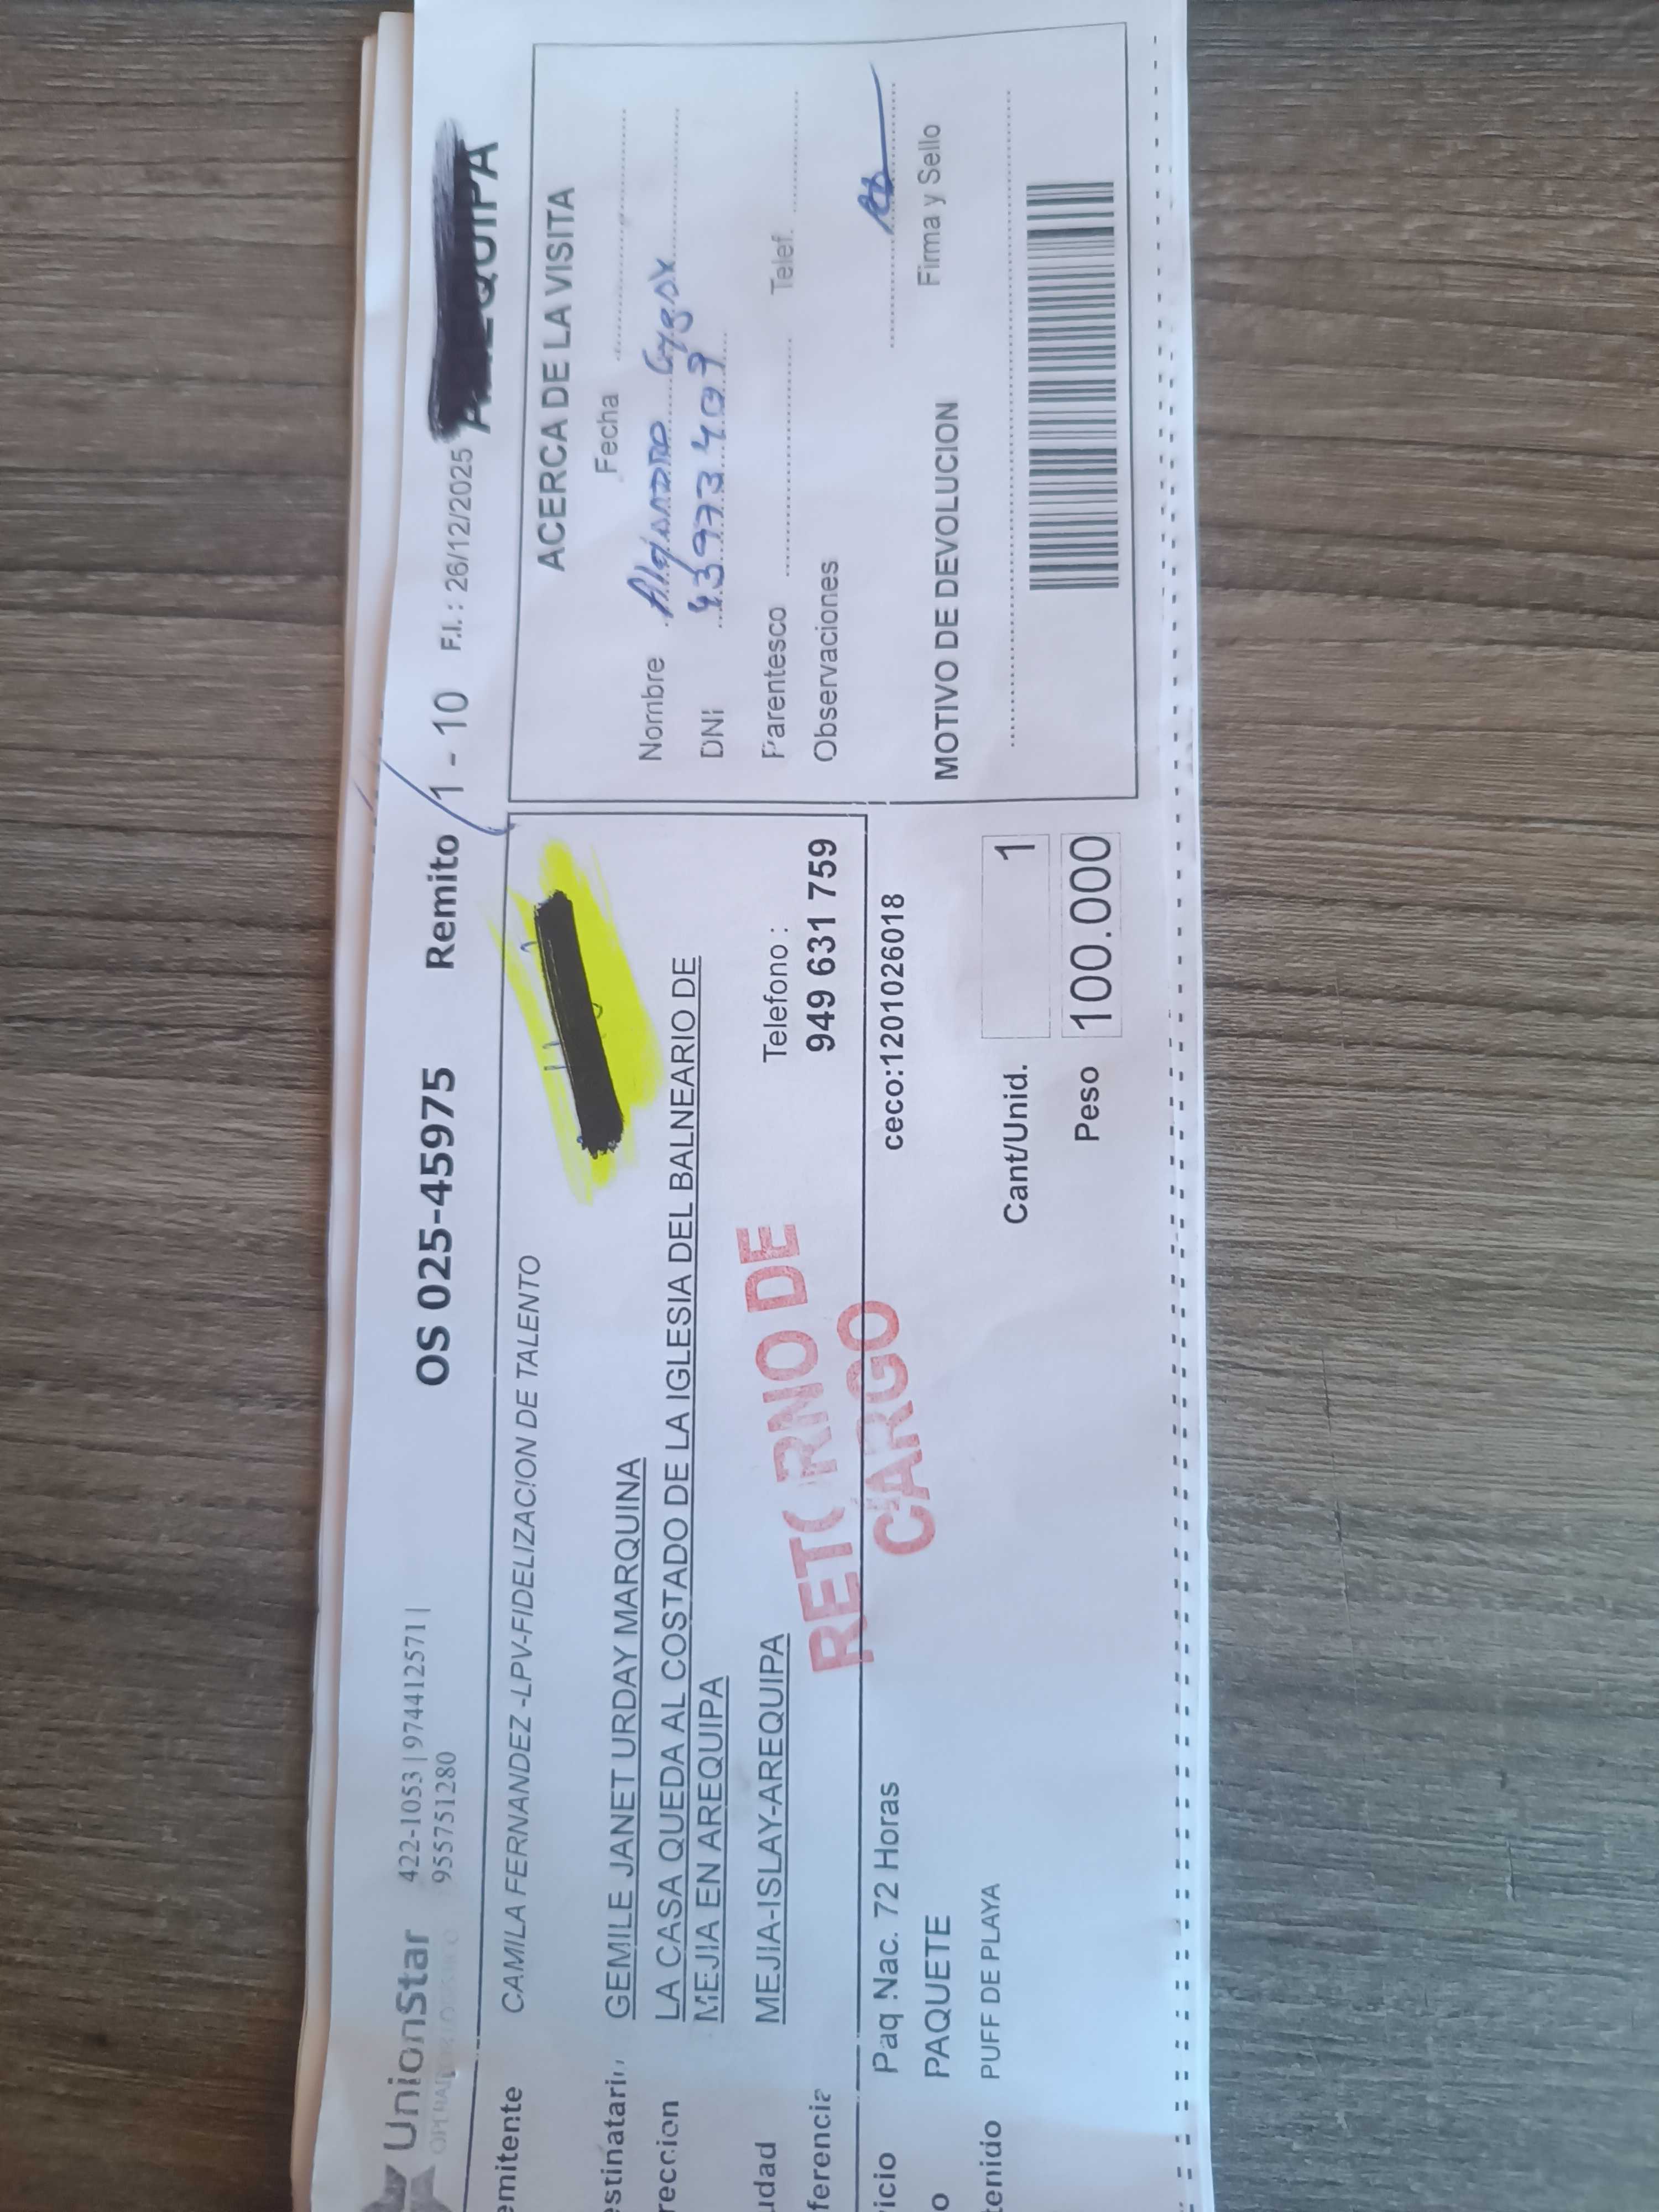 UnionStar
422-1053 | 974412571 |
955751280
OS 025-45975
Remito 1 - 10 F.I. : 26/12/2025
emitente CAMILA FERNANDEZ -LPV-FIDELIZACION DE TALENTO
GEMILE JANET URDAY MARQUINA
reccion LA CASA QUEDA AL COSTADO DE LA IGLESIA DEL BALNEARIO DE
MEJIA EN AREQUIPA
udad MEJIA-ISLAY-AREQUIPA
Telefono :
949 631 759
ferencia
icio Paq Nac. 72 Horas
ceco:1201026018
o PAQUETE
tenido PUFF DE PLAYA
Cant/Unid. 1
Peso 100.000
CARGO
ACERCA DE LA VISITA
Fecha
Nombre Alejandro
DNI
Parentesco Telef.
Observaciones
Firma y Sello
MOTIVO DE DEVOLUCION